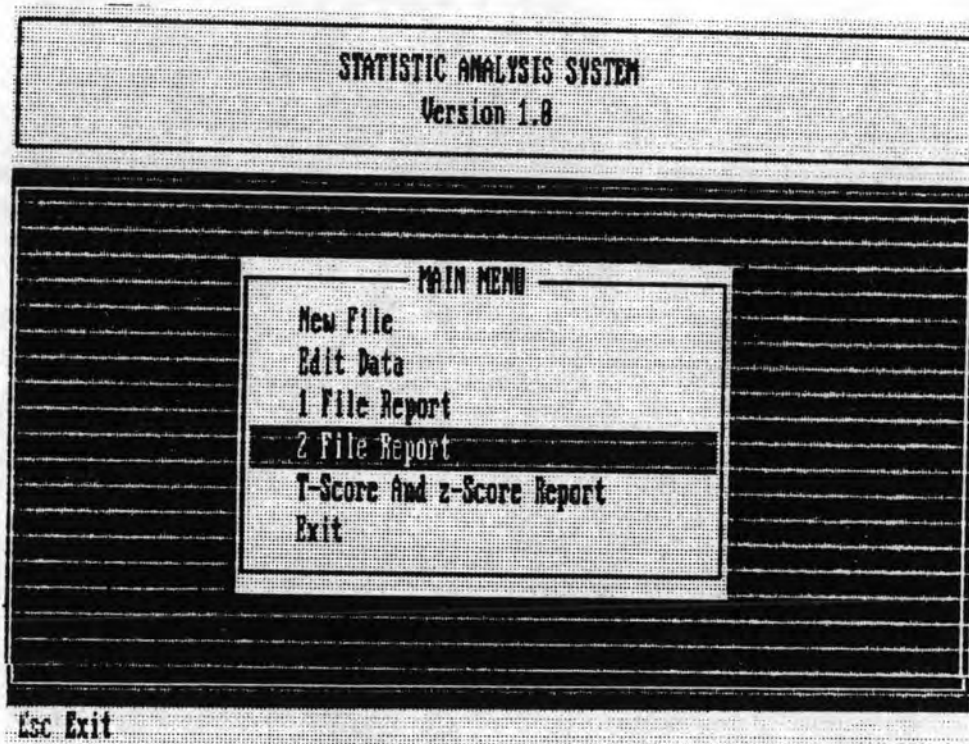 STATISTIC ANALYSIS SYSTEM
Version 1.0
MAIN MENU
New File
Edit Data
1 File Report
2 File Report
T-Score And z-Score Report
Exit
Esc Exit